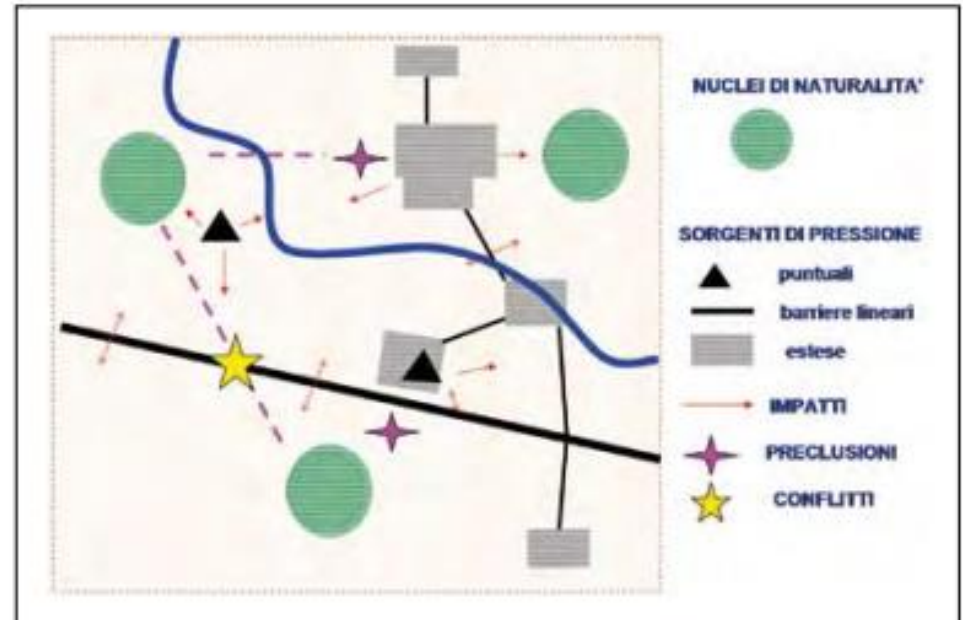 NUCLEI DI NATURALITA'
SORGENTI DI PRESSIONE
puntuali
barriere lineari
estese
IMPATTI
PRECLUSIONI
CONFLITTI